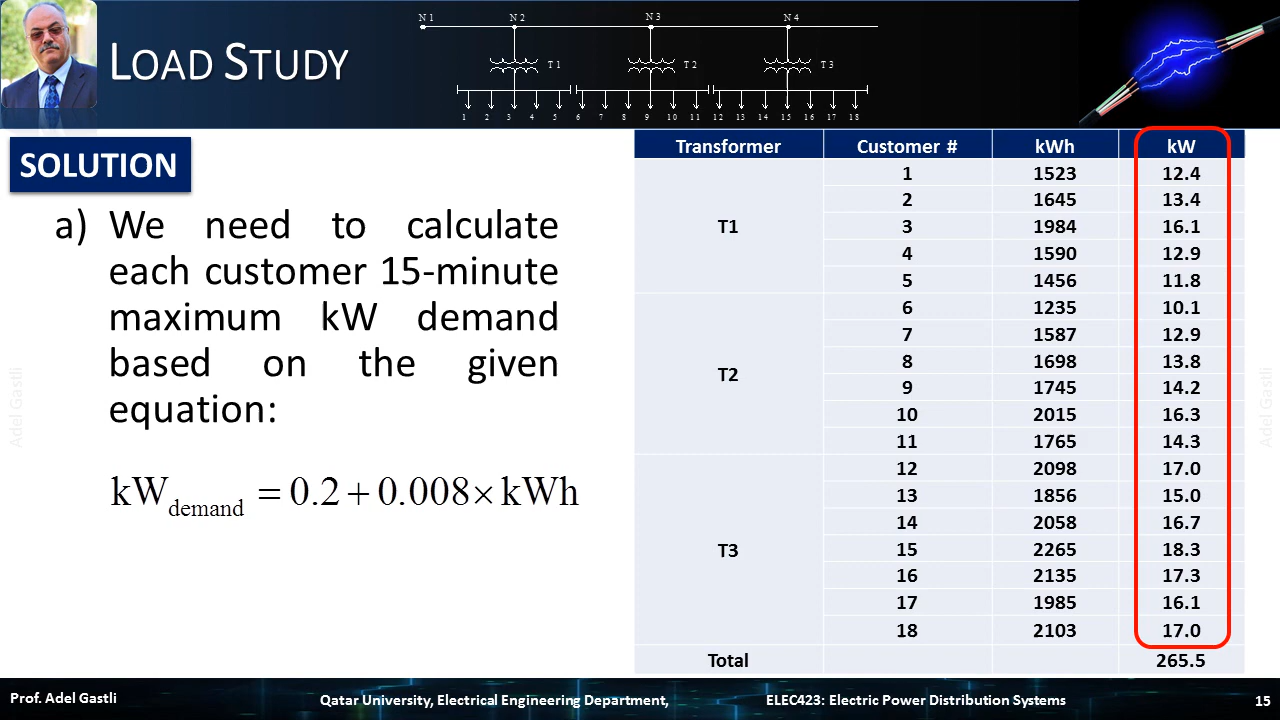 LOAD STUDY
N 1 N 2 N 3 N 4
T 1 T 2 T 3
1 2 3 4 5 6 7 8 9 10 11 12 13 14 15 16 17 18
SOLUTION
a) We need to calculate
each customer 15-minute
maximum kW demand
based on the given
equation:
kWdemand = 0.2 + 0.008 × kWh
Transformer Customer # kWh kW
T1
1 1523 12.4
2 1645 13.4
3 1984 16.1
4 1590 12.9
5 1456 11.8
T2
6 1235 10.1
7 1587 12.9
8 1698 13.8
9 1745 14.2
10 2015 16.3
11 1765 14.3
T3
12 2098 17.0
13 1856 15.0
14 2058 16.7
15 2265 18.3
16 2135 17.3
17 1985 16.1
18 2103 17.0
Total 265.5
Adel Gastli
Adel Gastli
Prof. Adel Gastli Qatar University, Electrical Engineering Department, ELEC423: Electric Power Distribution Systems 15